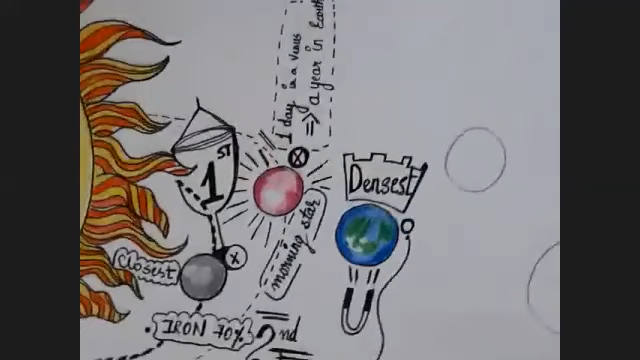 1 day in a Venus
=> a year in Earth
1ST
Densest
morning star
closest
IRON 70%
2nd